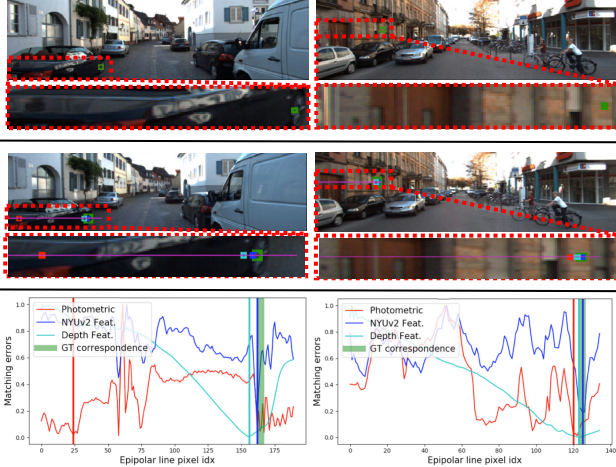 Matching errors
1.0
0.8
0.6
0.4
0.2
0.0
Photometric
NYUv2 Feat.
Depth Feat.
GT correspondence
0 25 50 75 100 125 150 175
Epipolar line pixel idx
Matching errors
1.0
0.8
0.6
0.4
0.2
0.0
Photometric
NYUv2 Feat.
Depth Feat.
GT correspondence
0 20 40 60 80 100 120 140
Epipolar line pixel idx